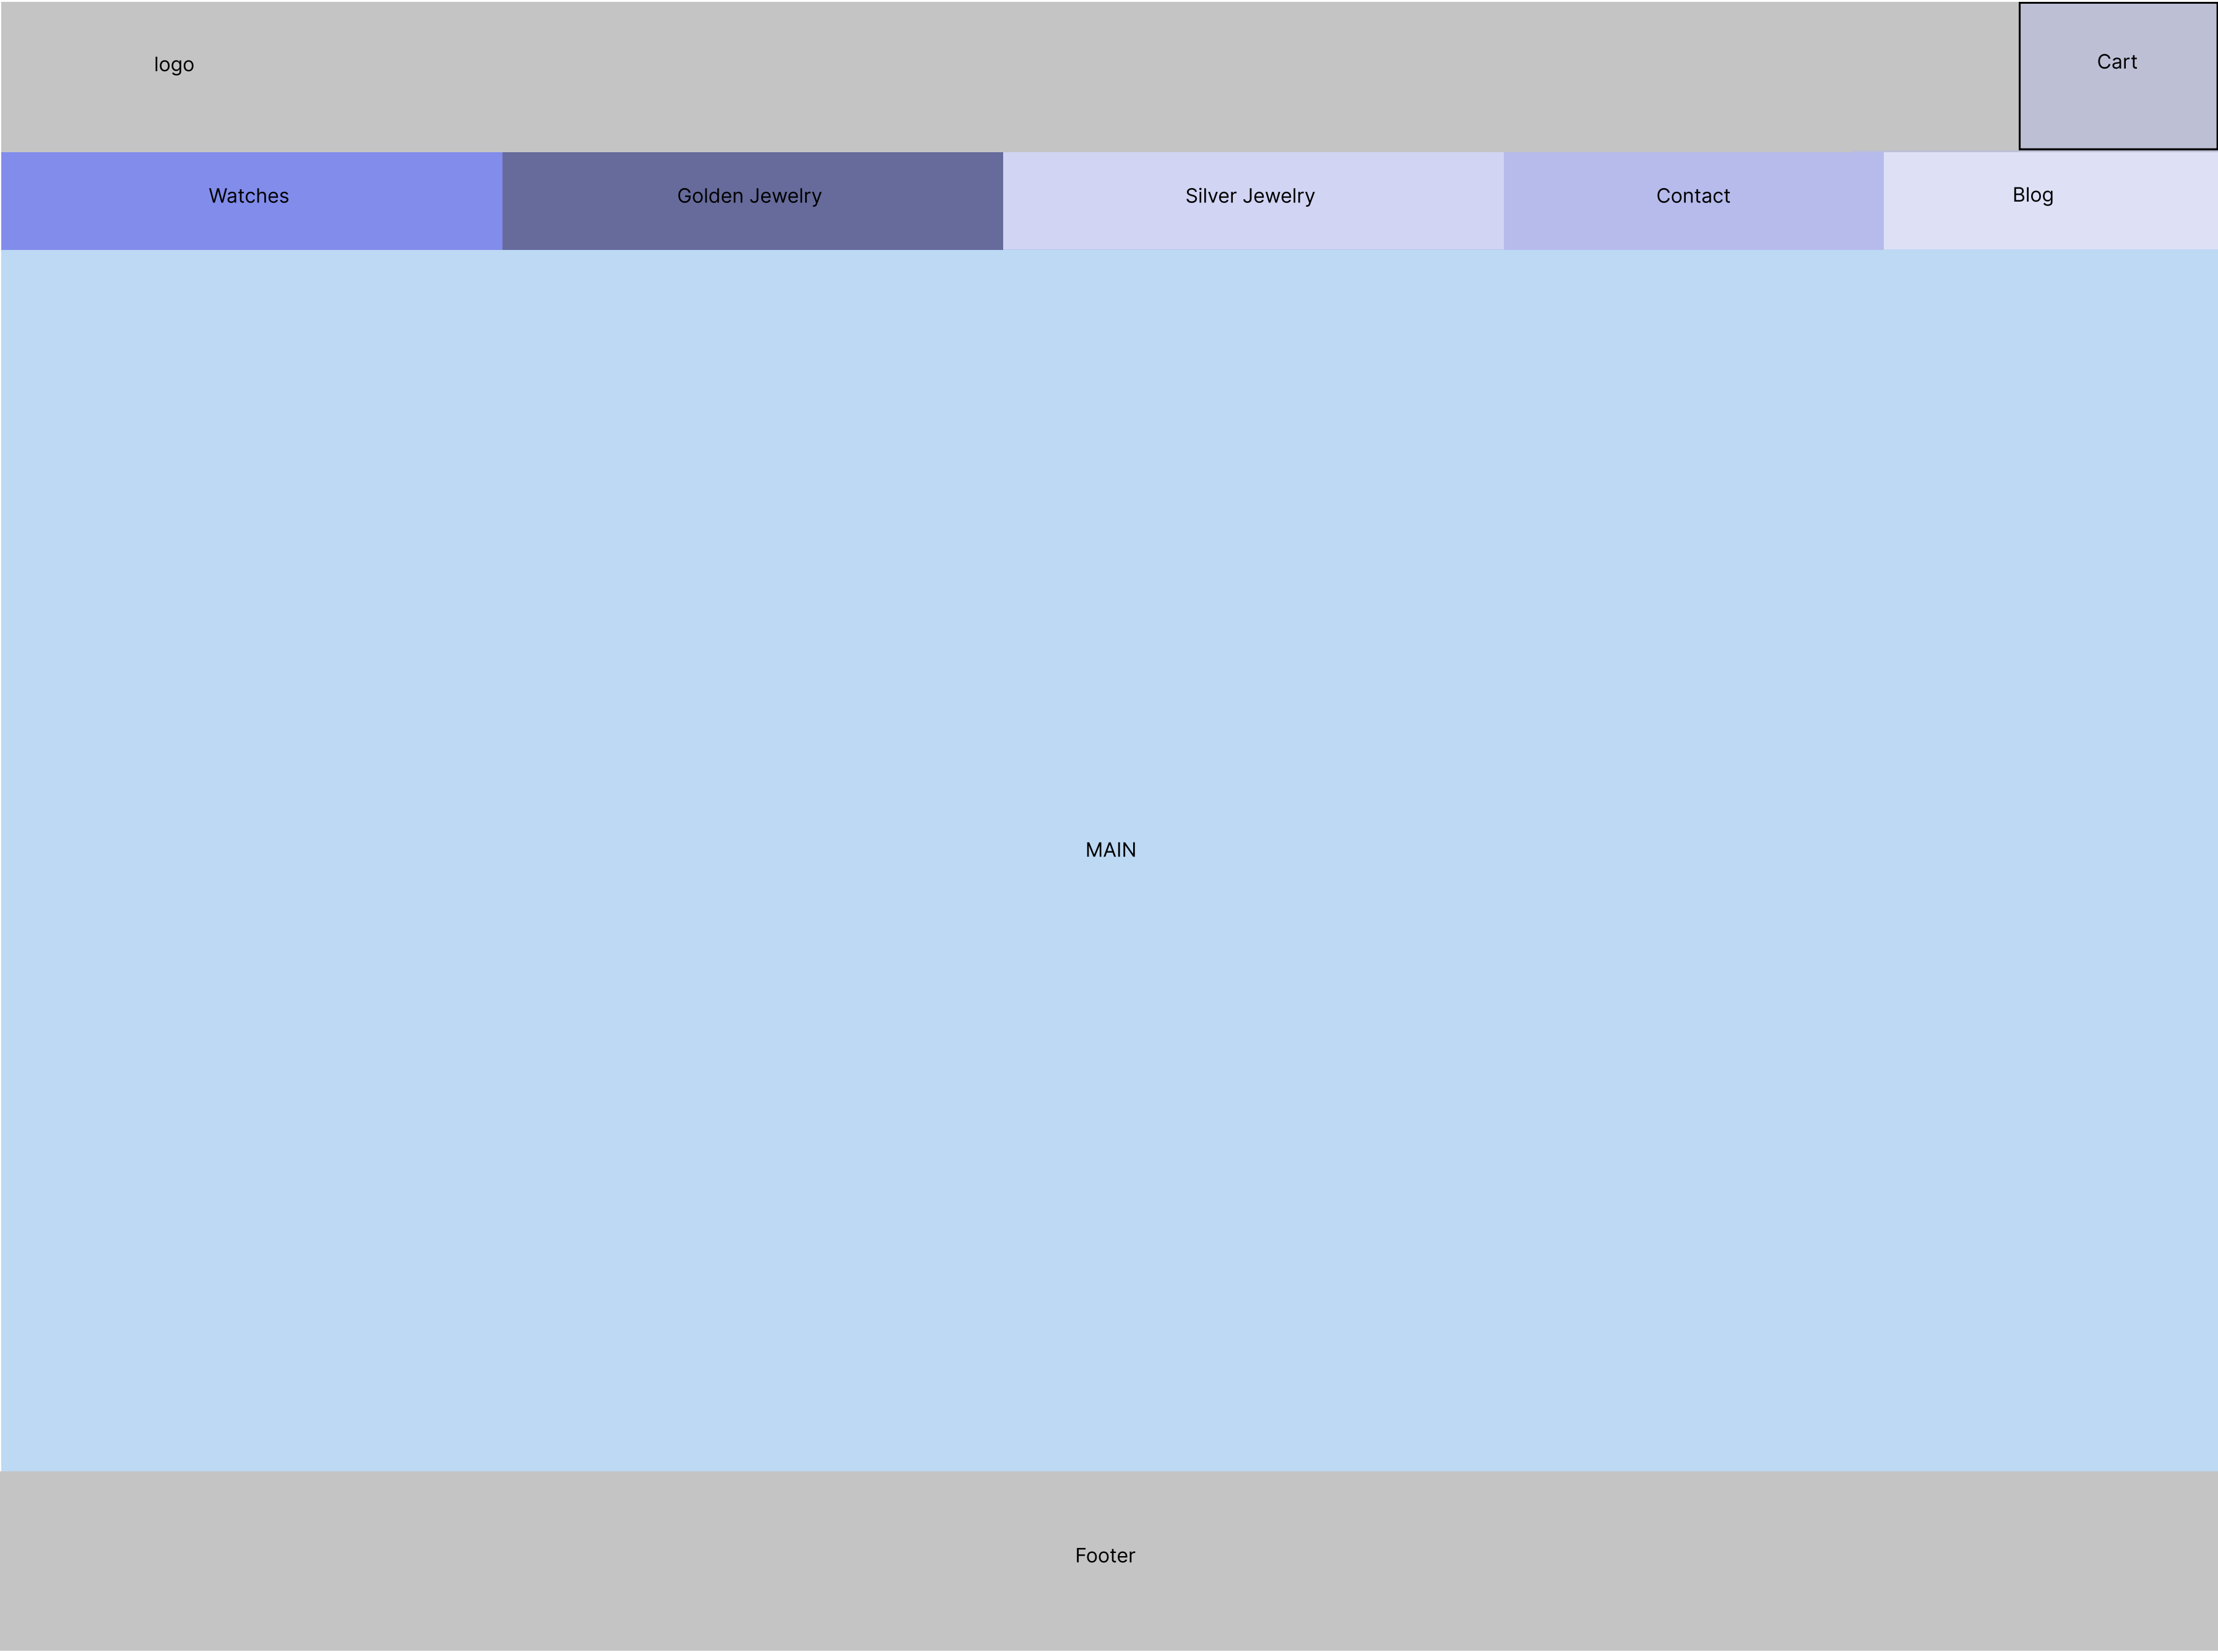 logo
Cart
Watches
Golden Jewelry
Silver Jewelry
Contact
Blog
MAIN
Footer